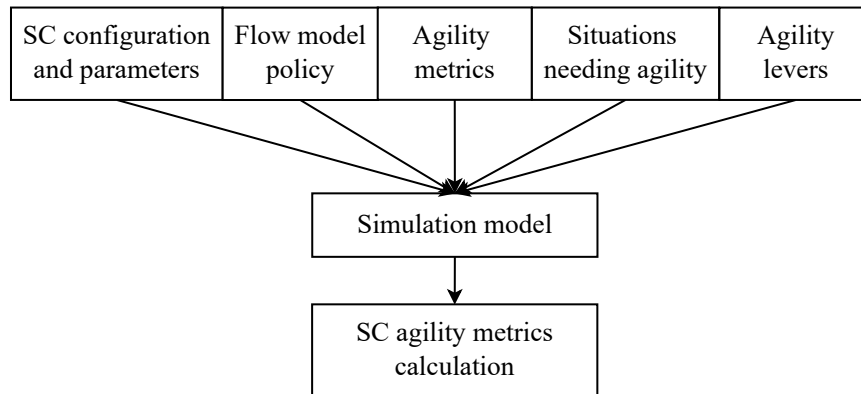 SC configuration
and parameters
Flow model
policy
Agility
metrics
Situations
needing agility
Agility
levers
Simulation model
SC agility metrics
calculation